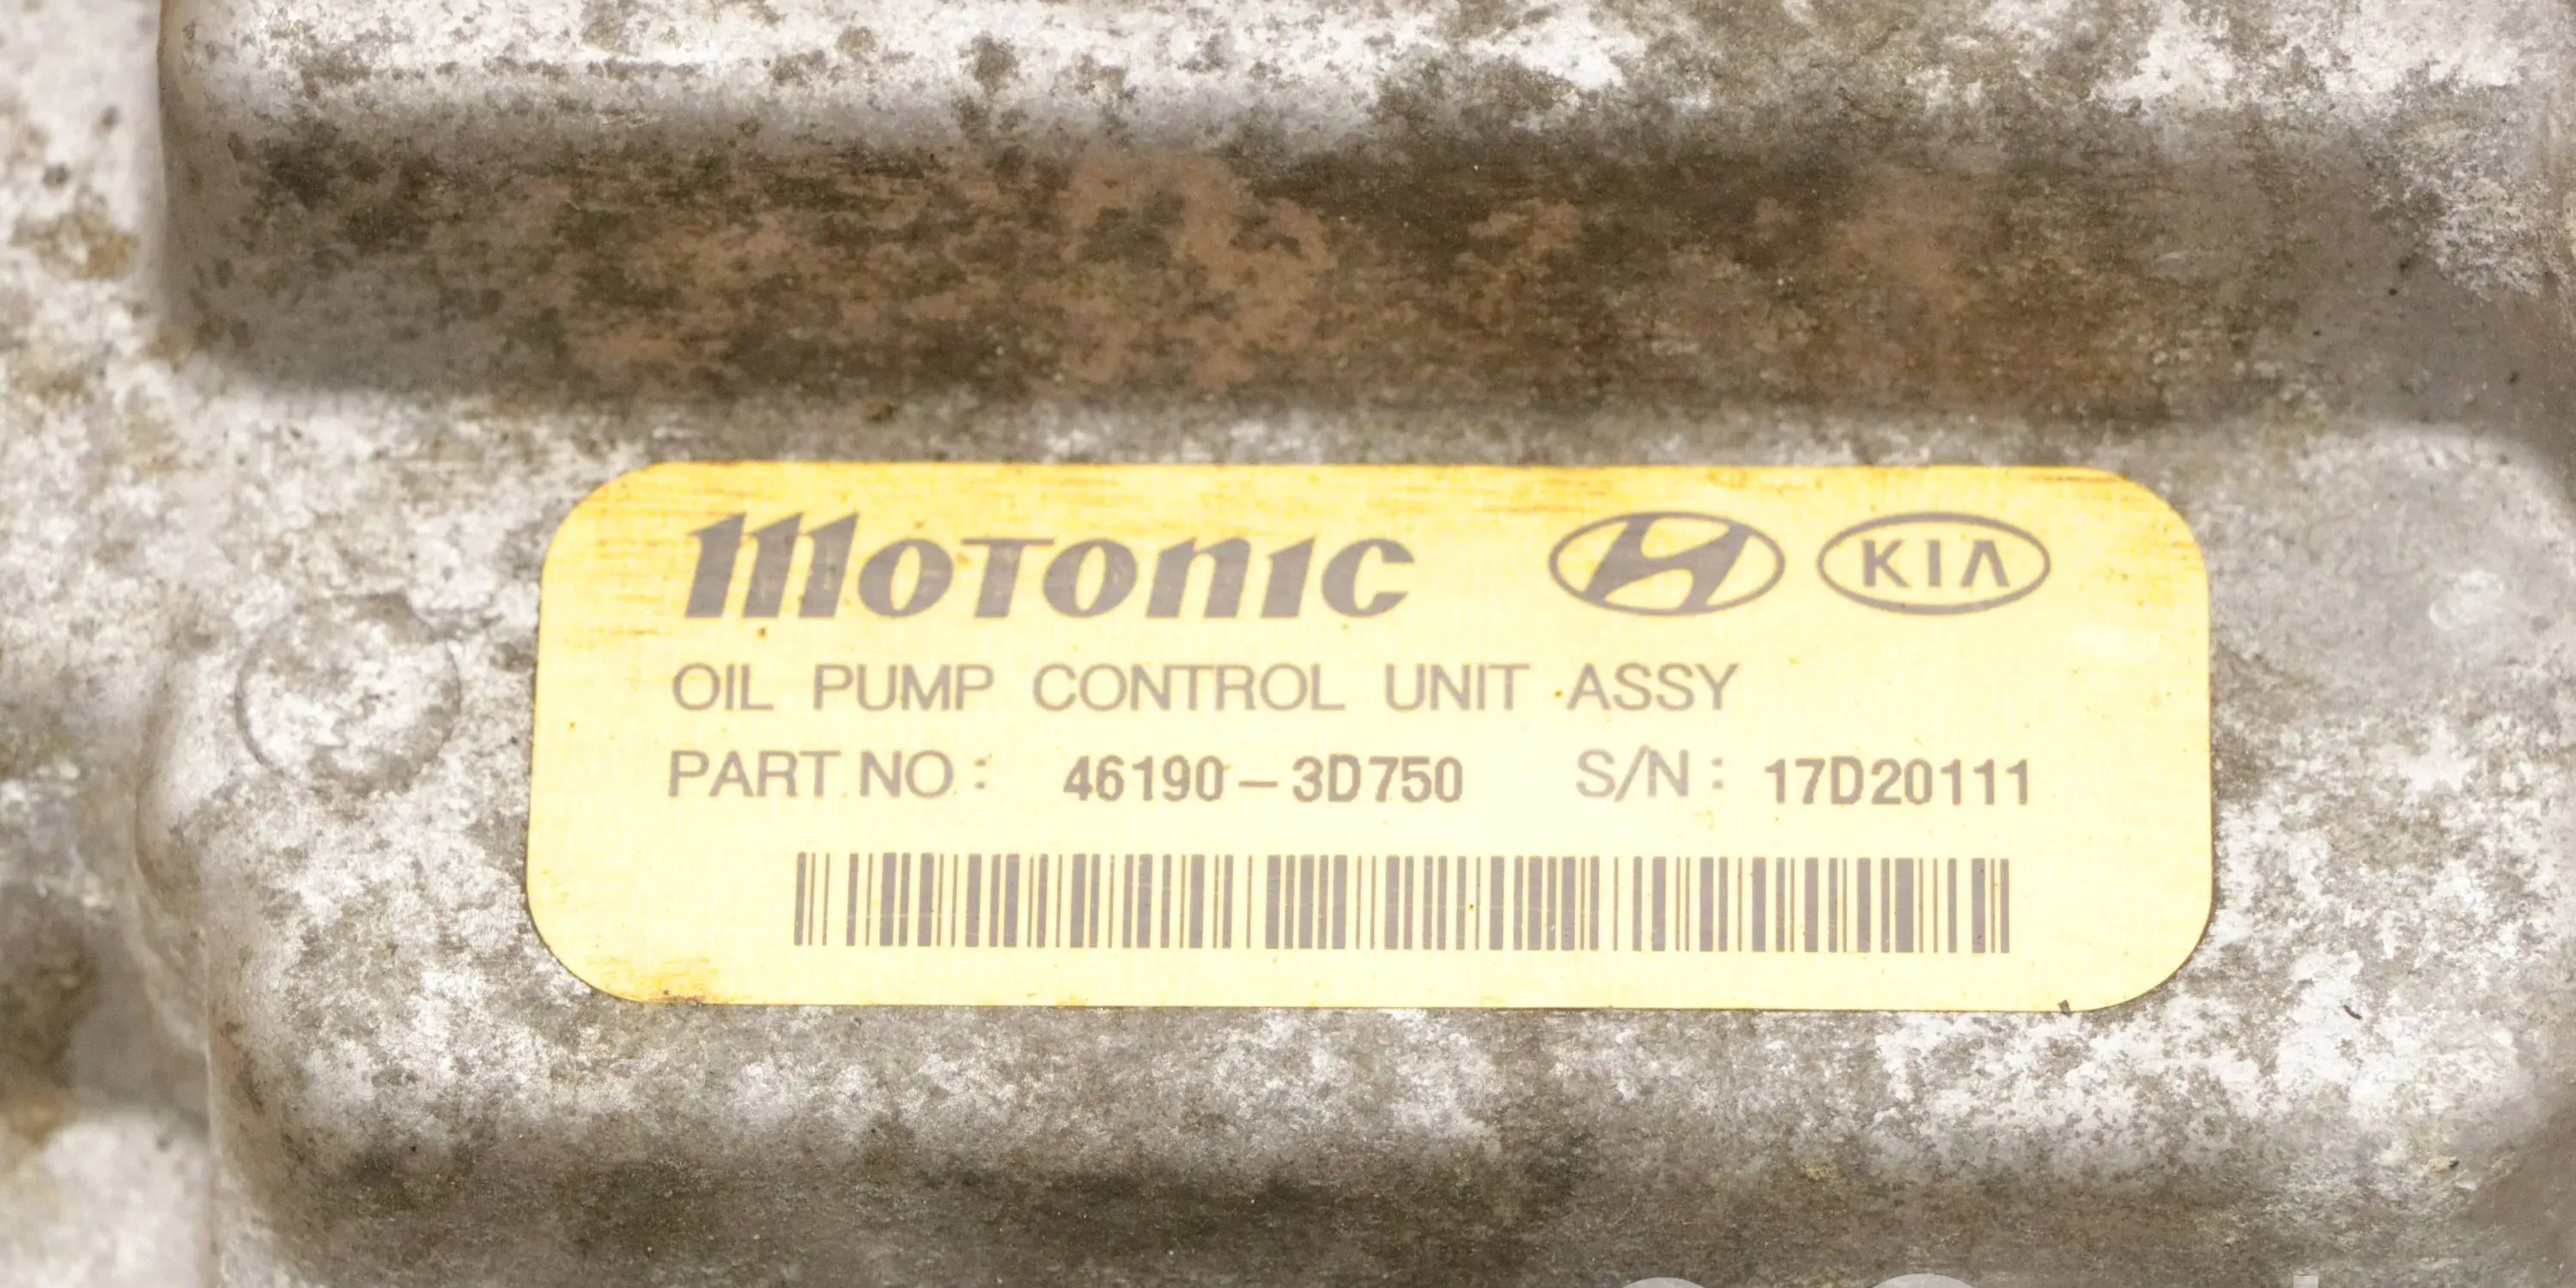 MOTONIC KIA
OIL PUMP CONTROL UNIT ASSY
PART NO : 46190-3D750 S/N : 17D20111